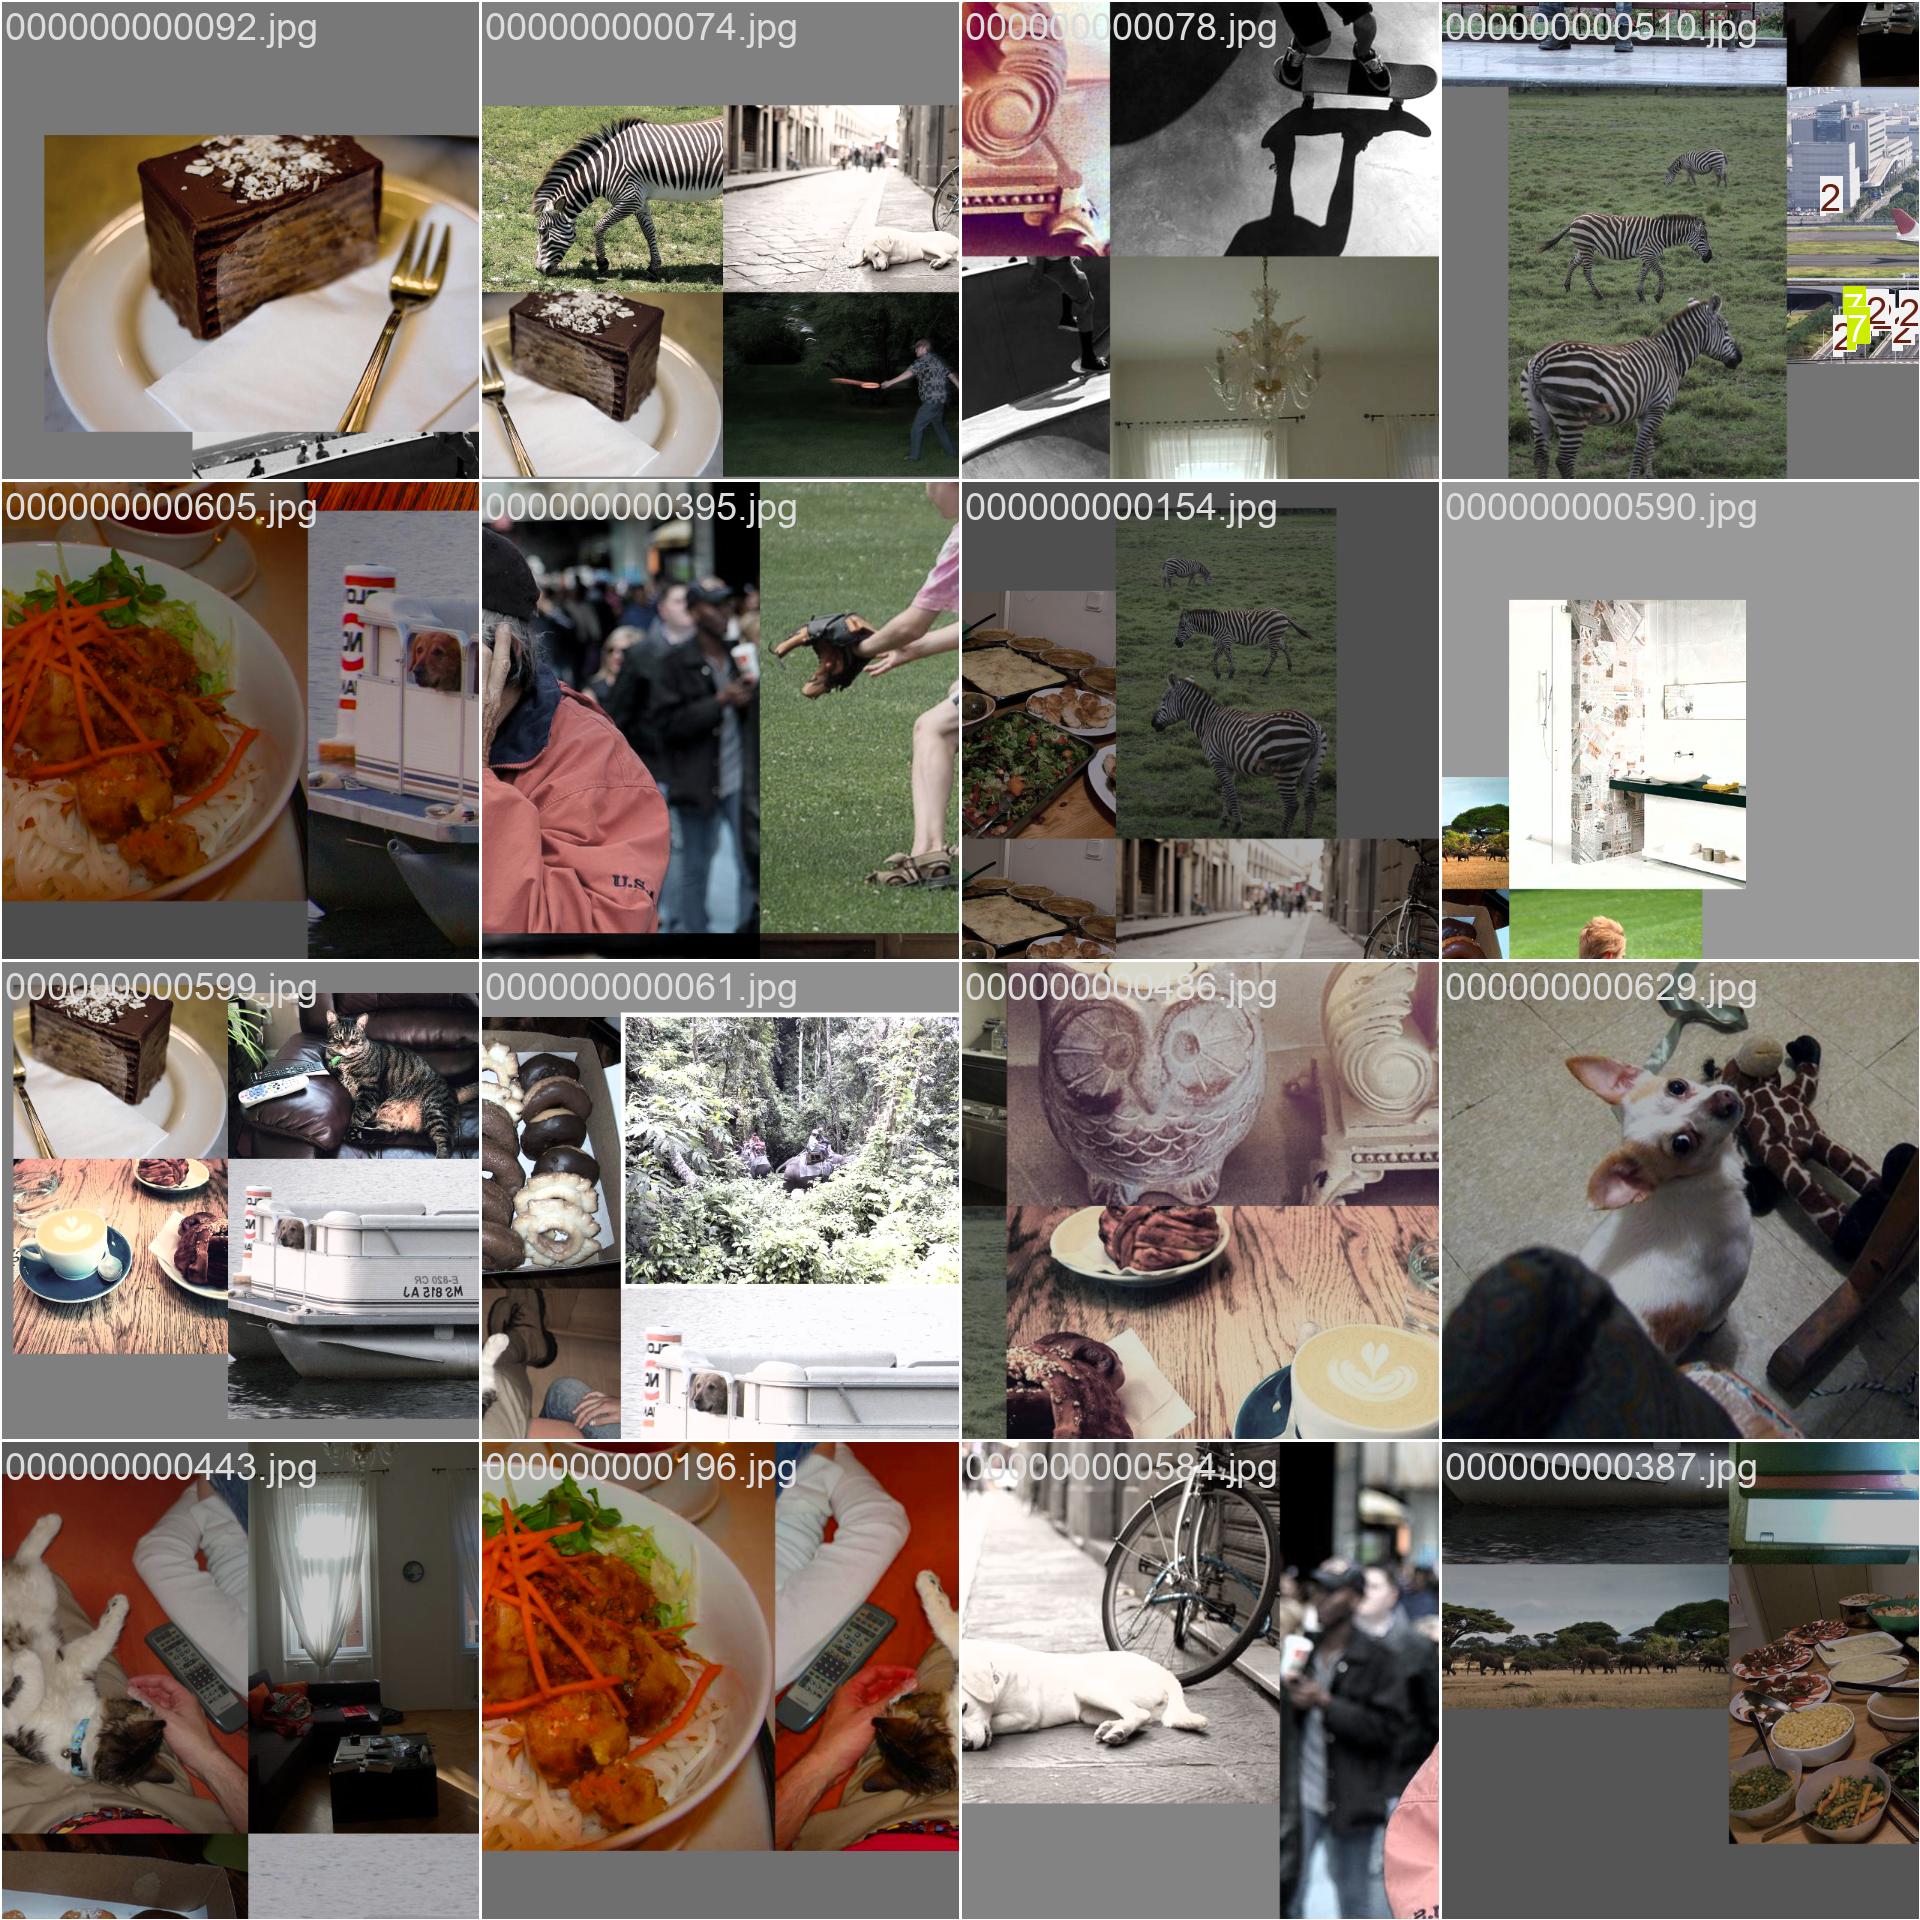 000000000092.jpg
000000000074.jpg
000000000078.jpg
000000000510.jpg
2
7
2
2
2
7
2
2
000000000605.jpg
000000000395.jpg
000000000154.jpg
000000000590.jpg
U.S.
000000000599.jpg
000000000061.jpg
000000000486.jpg
000000000629.jpg
E-820 CR
MS 815 AJ
000000000443.jpg
000000000196.jpg
000000000584.jpg
000000000387.jpg